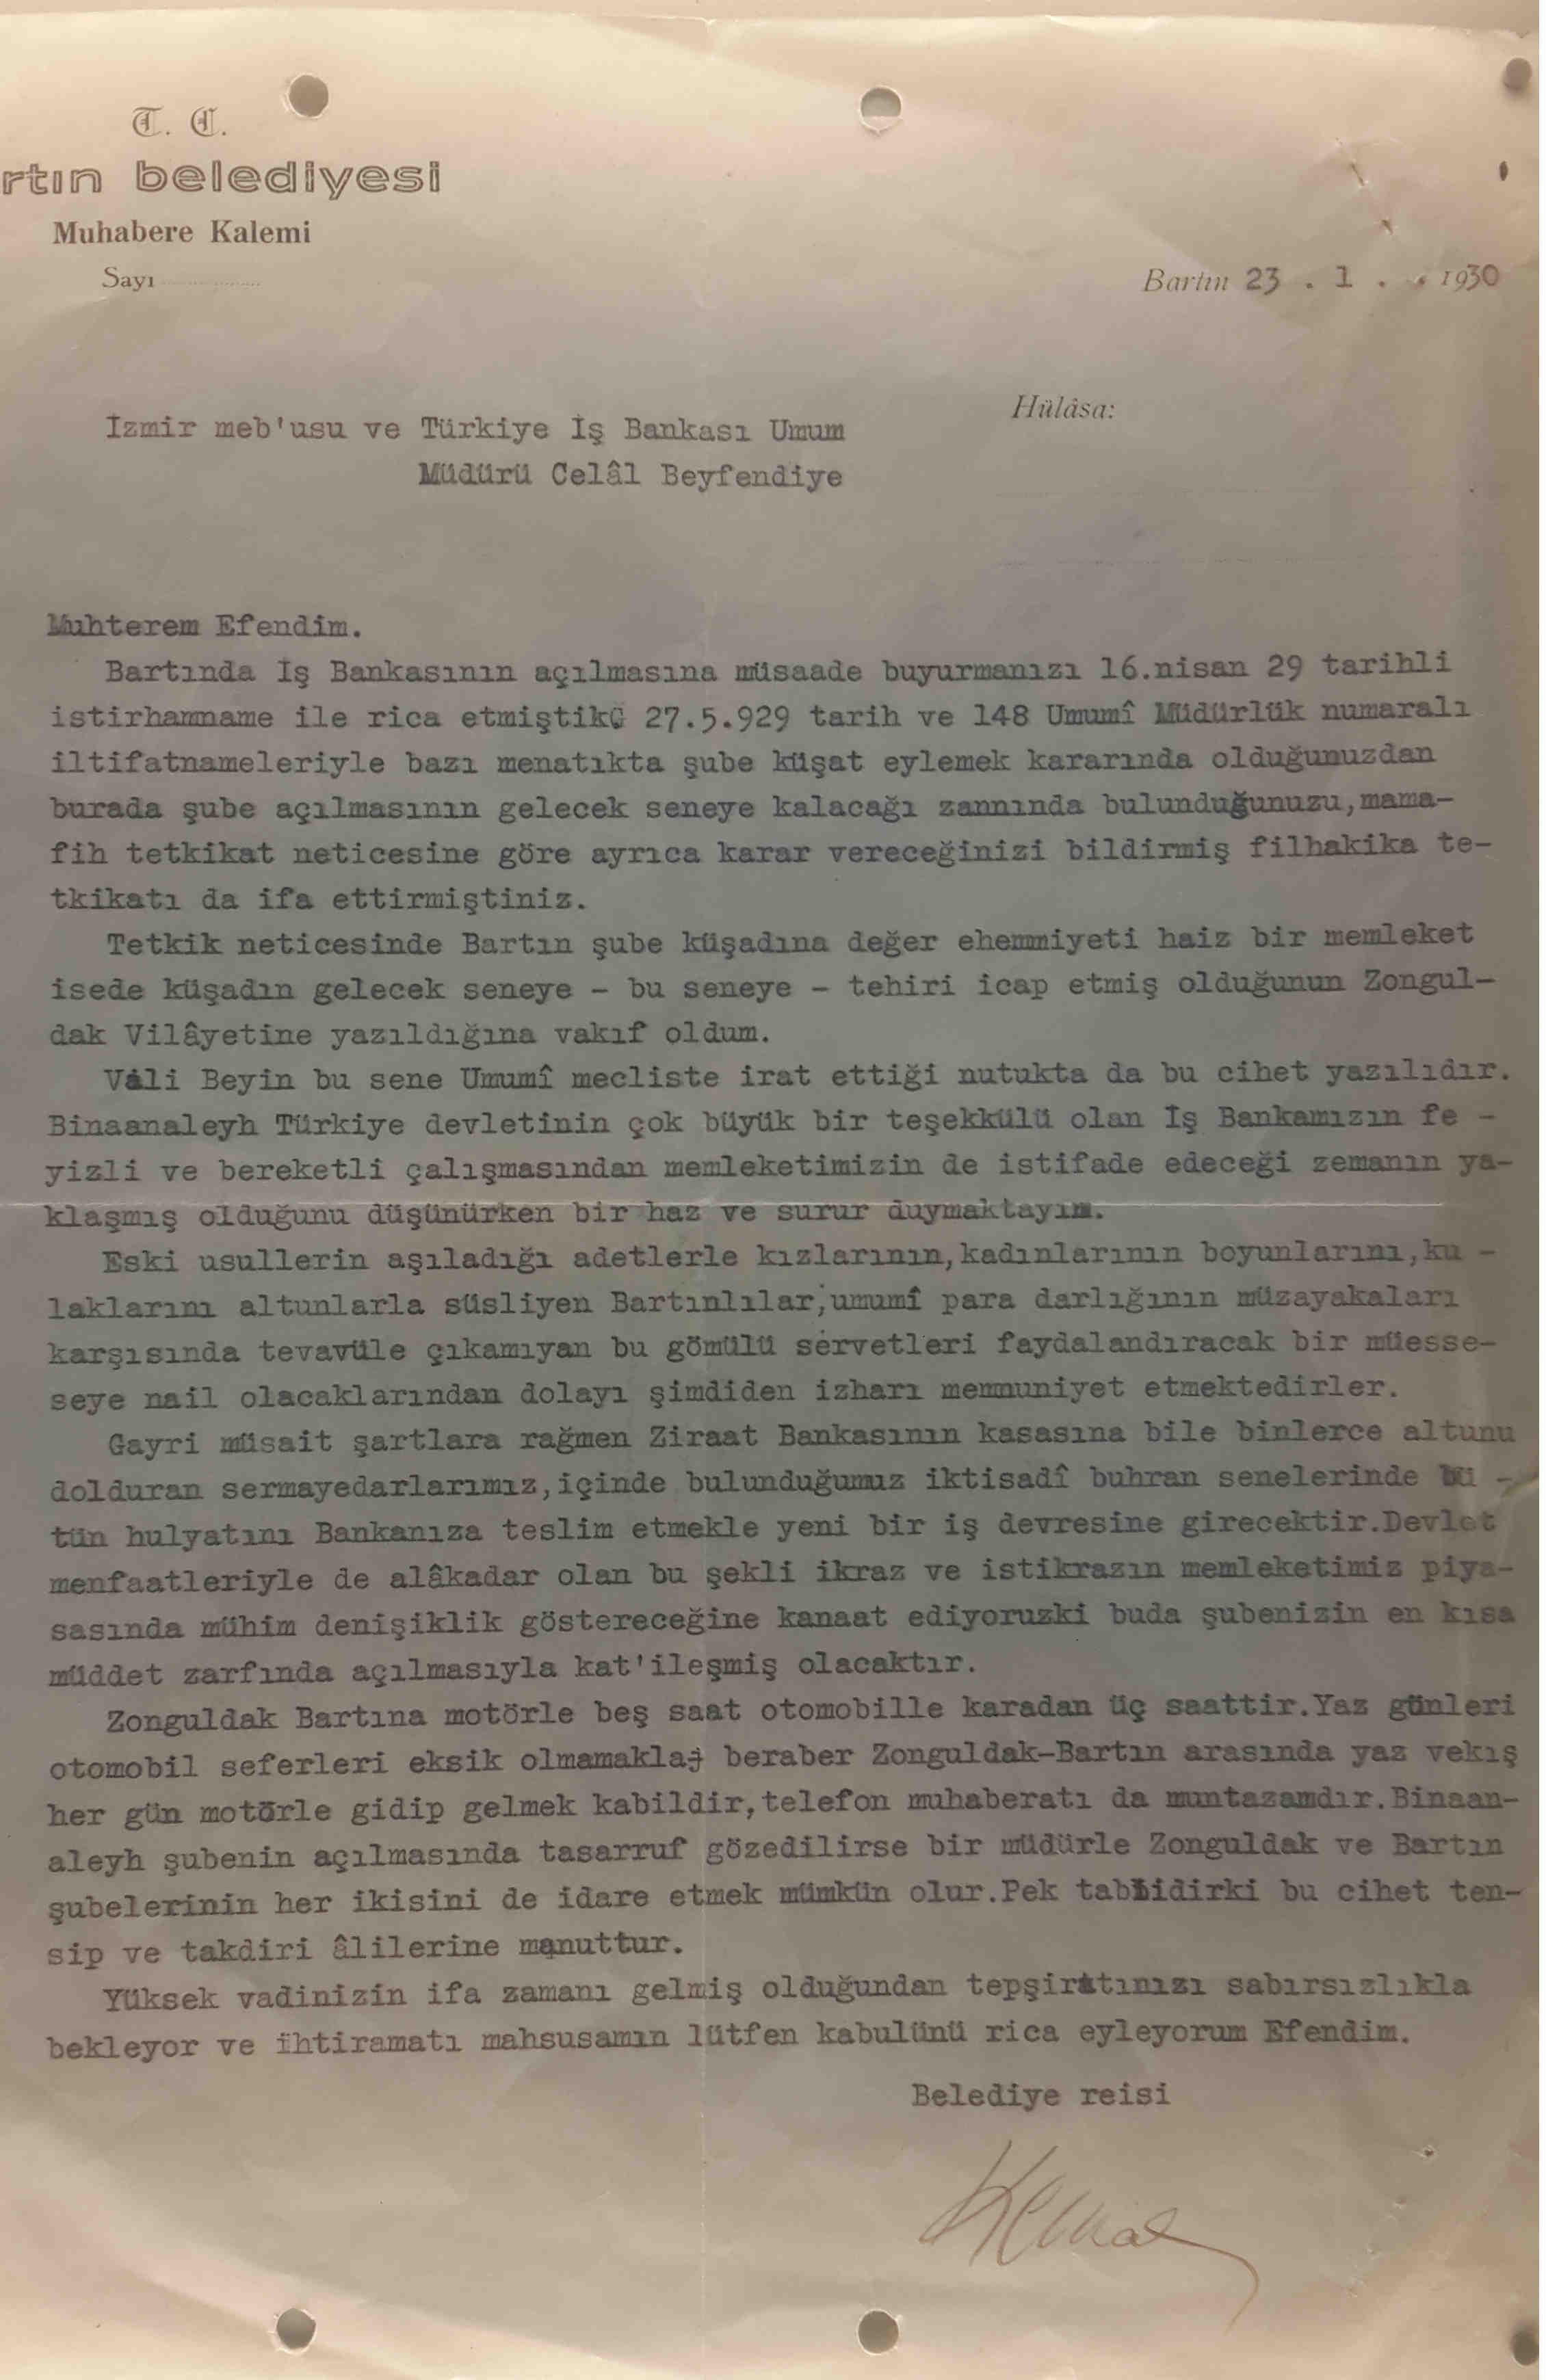 T. C.
rtın belediyesi
Muhabere Kalemi
Sayı
Bartın 23 . 1 . 1930
Hülâsa:
İzmir meb'usu ve Türkiye İş Bankası Umum
Müdürü Celâl Beyfendiye
Muhterem Efendim.
Bartında İş Bankasının açılmasına müsaade buyurmanızı 16.nisan 29 tarihli
istirhamname ile rica etmiştik 27.5.929 tarih ve 148 Umumî Müdürlük numaralı
iltifatnameleriyle bazı menatıkta şube küşat eylemek kararında olduğunuzdan
burada şube açılmasının gelecek seneye kalacağı zannında bulunduğunuzu,mama-
fih tetkikat neticesine göre ayrıca karar vereceğinizi bildirmiş filhakika te-
tkikatı da ifa ettirmiştiniz.
Tetkik neticesinde Bartın şube küşadına değer ehemmiyeti haiz bir memleket
isede küşadın gelecek seneye - bu seneye - tehiri icap etmiş olduğunun Zongul-
dak Vilâyetine yazıldığına vakıf oldum.
Vali Beyin bu sene Umumî mecliste irat ettiği nutukta da bu cihet yazılıdır.
Binaanaleyh Türkiye devletinin çok büyük bir teşekkülü olan İş Bankamızın fe -
yizli ve bereketli çalışmasından memleketimizin de istifade edeceği zemanın ya-
klaşmış olduğunu düşünürken bir haz ve surur duymaktayım.
Eski usullerin aşıladığı adetlerle kızlarının,kadınlarının boyunlarını,ku -
laklarını altunlarla süsliyen Bartınlılar;umumî para darlığının müzayakaları
karşısında tevavüle çıkamıyan bu gömülü servetleri faydalandıracak bir müesse-
seye nail olacaklarından dolayı şimdiden izharı memnuniyet etmektedirler.
Gayri müsait şartlara rağmen Ziraat Bankasının kasasına bile binlerce altunu
dolduran sermayedarlarımız,içinde bulunduğumuz iktisadî buhran senelerinde bü -
tün hulyatını Bankanıza teslim etmekle yeni bir iş devresine girecektir.Devlet
menfaatleriyle de alâkadar olan bu şekli ikraz ve istikrazın memleketimiz piya-
sasında mühim denişiklik göstereceğine kanaat ediyoruzki buda şubenizin en kısa
müddet zarfında açılmasıyla kat'ileşmiş olacaktır.
Zonguldak Bartına motörle beş saat otomobille karadan üç saattir.Yaz günleri
otomobil seferleri eksik olmamakla beraber Zonguldak-Bartın arasında yaz vekış
her gün motörle gidip gelmek kabildir,telefon muhaberatı da muntazamdır.Binaan-
aleyh şubenin açılmasında tasarruf gözedilirse bir müdürle Zonguldak ve Bartın
şubelerinin her ikisini de idare etmek mümkün olur.Pek tabiidirki bu cihet ten-
sip ve takdiri âlilerine manuttur.
Yüksek vadinizin ifa zamanı gelmiş olduğundan tepşiratınızı sabırsızlıkla
bekleyor ve ihtiramatı mahsusamın lütfen kabulünü rica eyleyorum Efendim.
Belediye reisi
Kemal